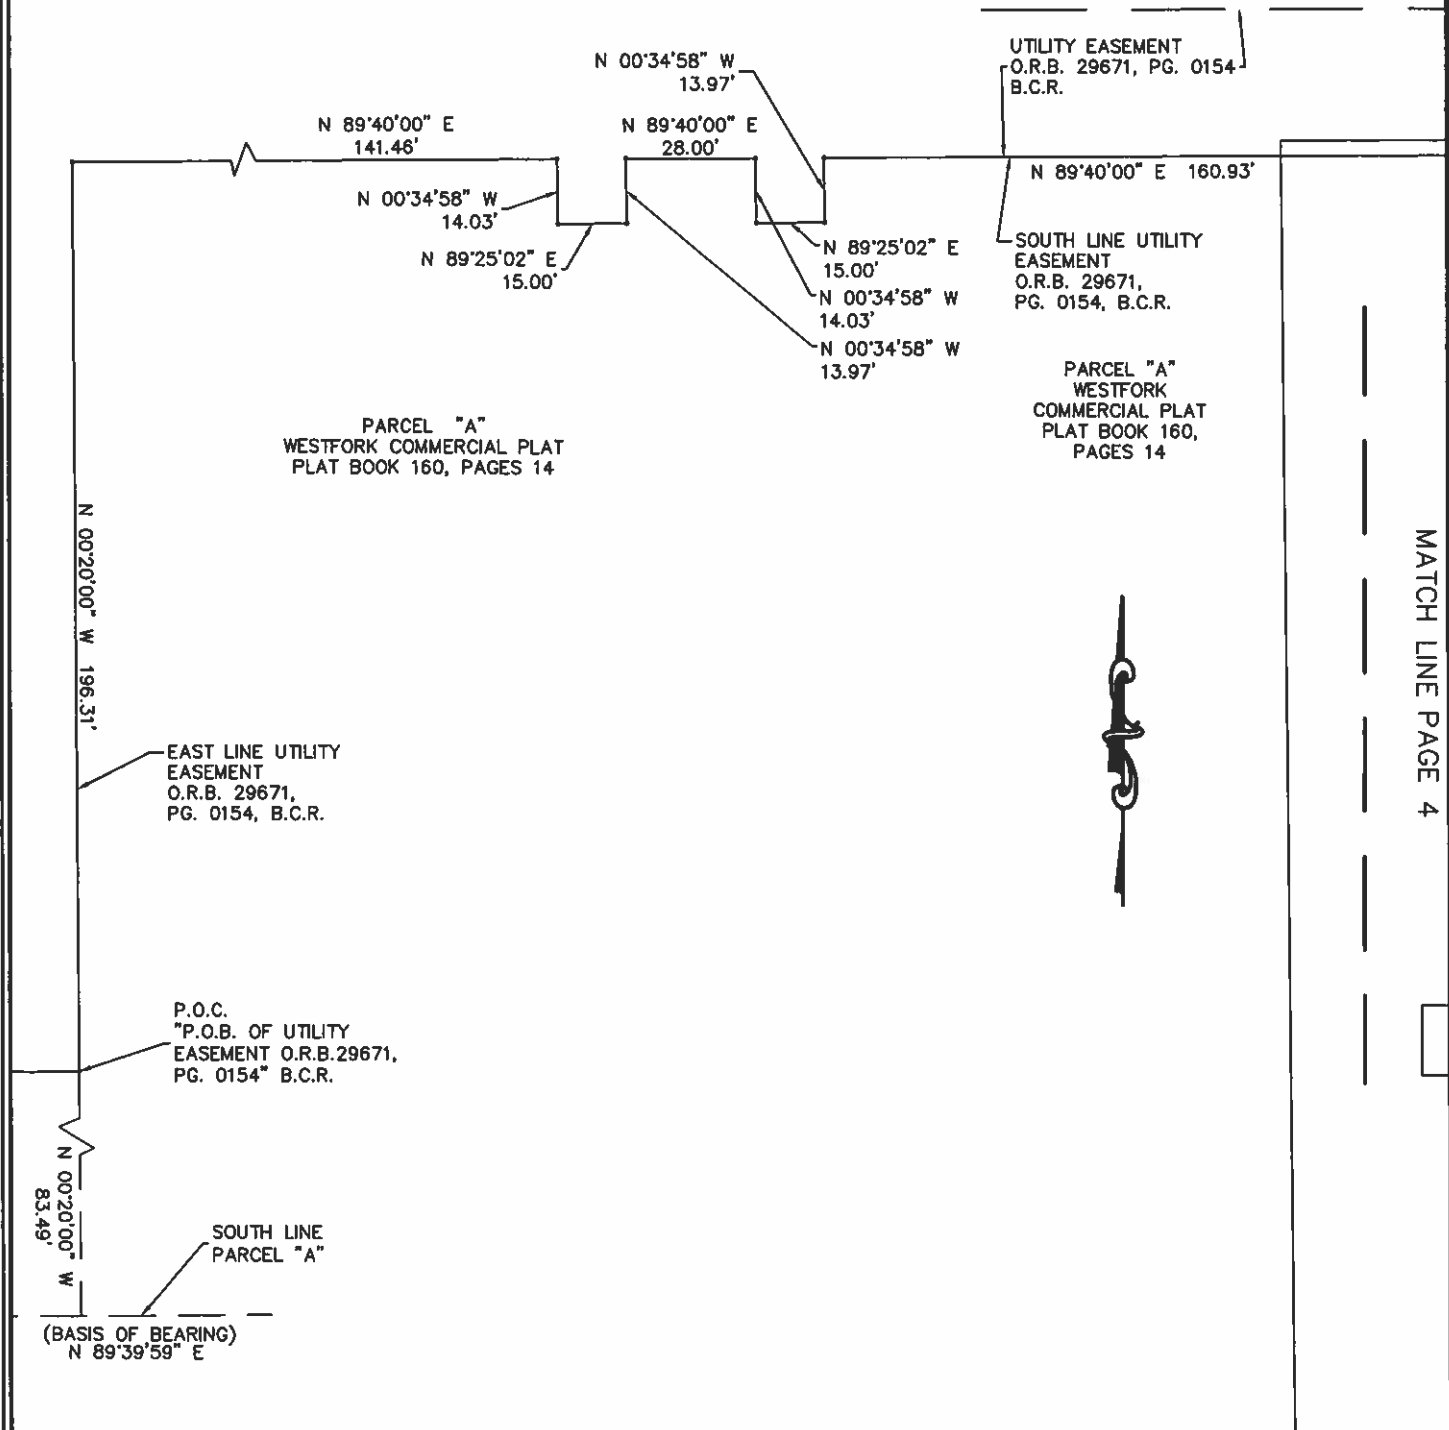 UTILITY EASEMENT
O.R.B. 29671, PG. 0154
B.C.R.
N 00°34'58" W
13.97'
N 89°40'00" E
141.46'
N 89°40'00" E
28.00'
N 89°40'00" E 160.93'
N 00°34'58" W
14.03'
N 89°25'02" E
15.00'
N 89°25'02" E
15.00'
N 00°34'58" W
14.03'
N 00°34'58" W
13.97'
SOUTH LINE UTILITY
EASEMENT
O.R.B. 29671,
PG. 0154, B.C.R.
PARCEL "A"
WESTFORK
COMMERCIAL PLAT
PLAT BOOK 160,
PAGES 14
PARCEL "A"
WESTFORK COMMERCIAL PLAT
PLAT BOOK 160, PAGES 14
N 00°20'00" W 196.31'
MATCH LINE PAGE 4
EAST LINE UTILITY
EASEMENT
O.R.B. 29671,
PG. 0154, B.C.R.
P.O.C.
"P.O.B. OF UTILITY
EASEMENT O.R.B.29671,
PG. 0154" B.C.R.
N 00°20'00" W
83.49'
SOUTH LINE
PARCEL "A"
(BASIS OF BEARING)
N 89°39'59" E